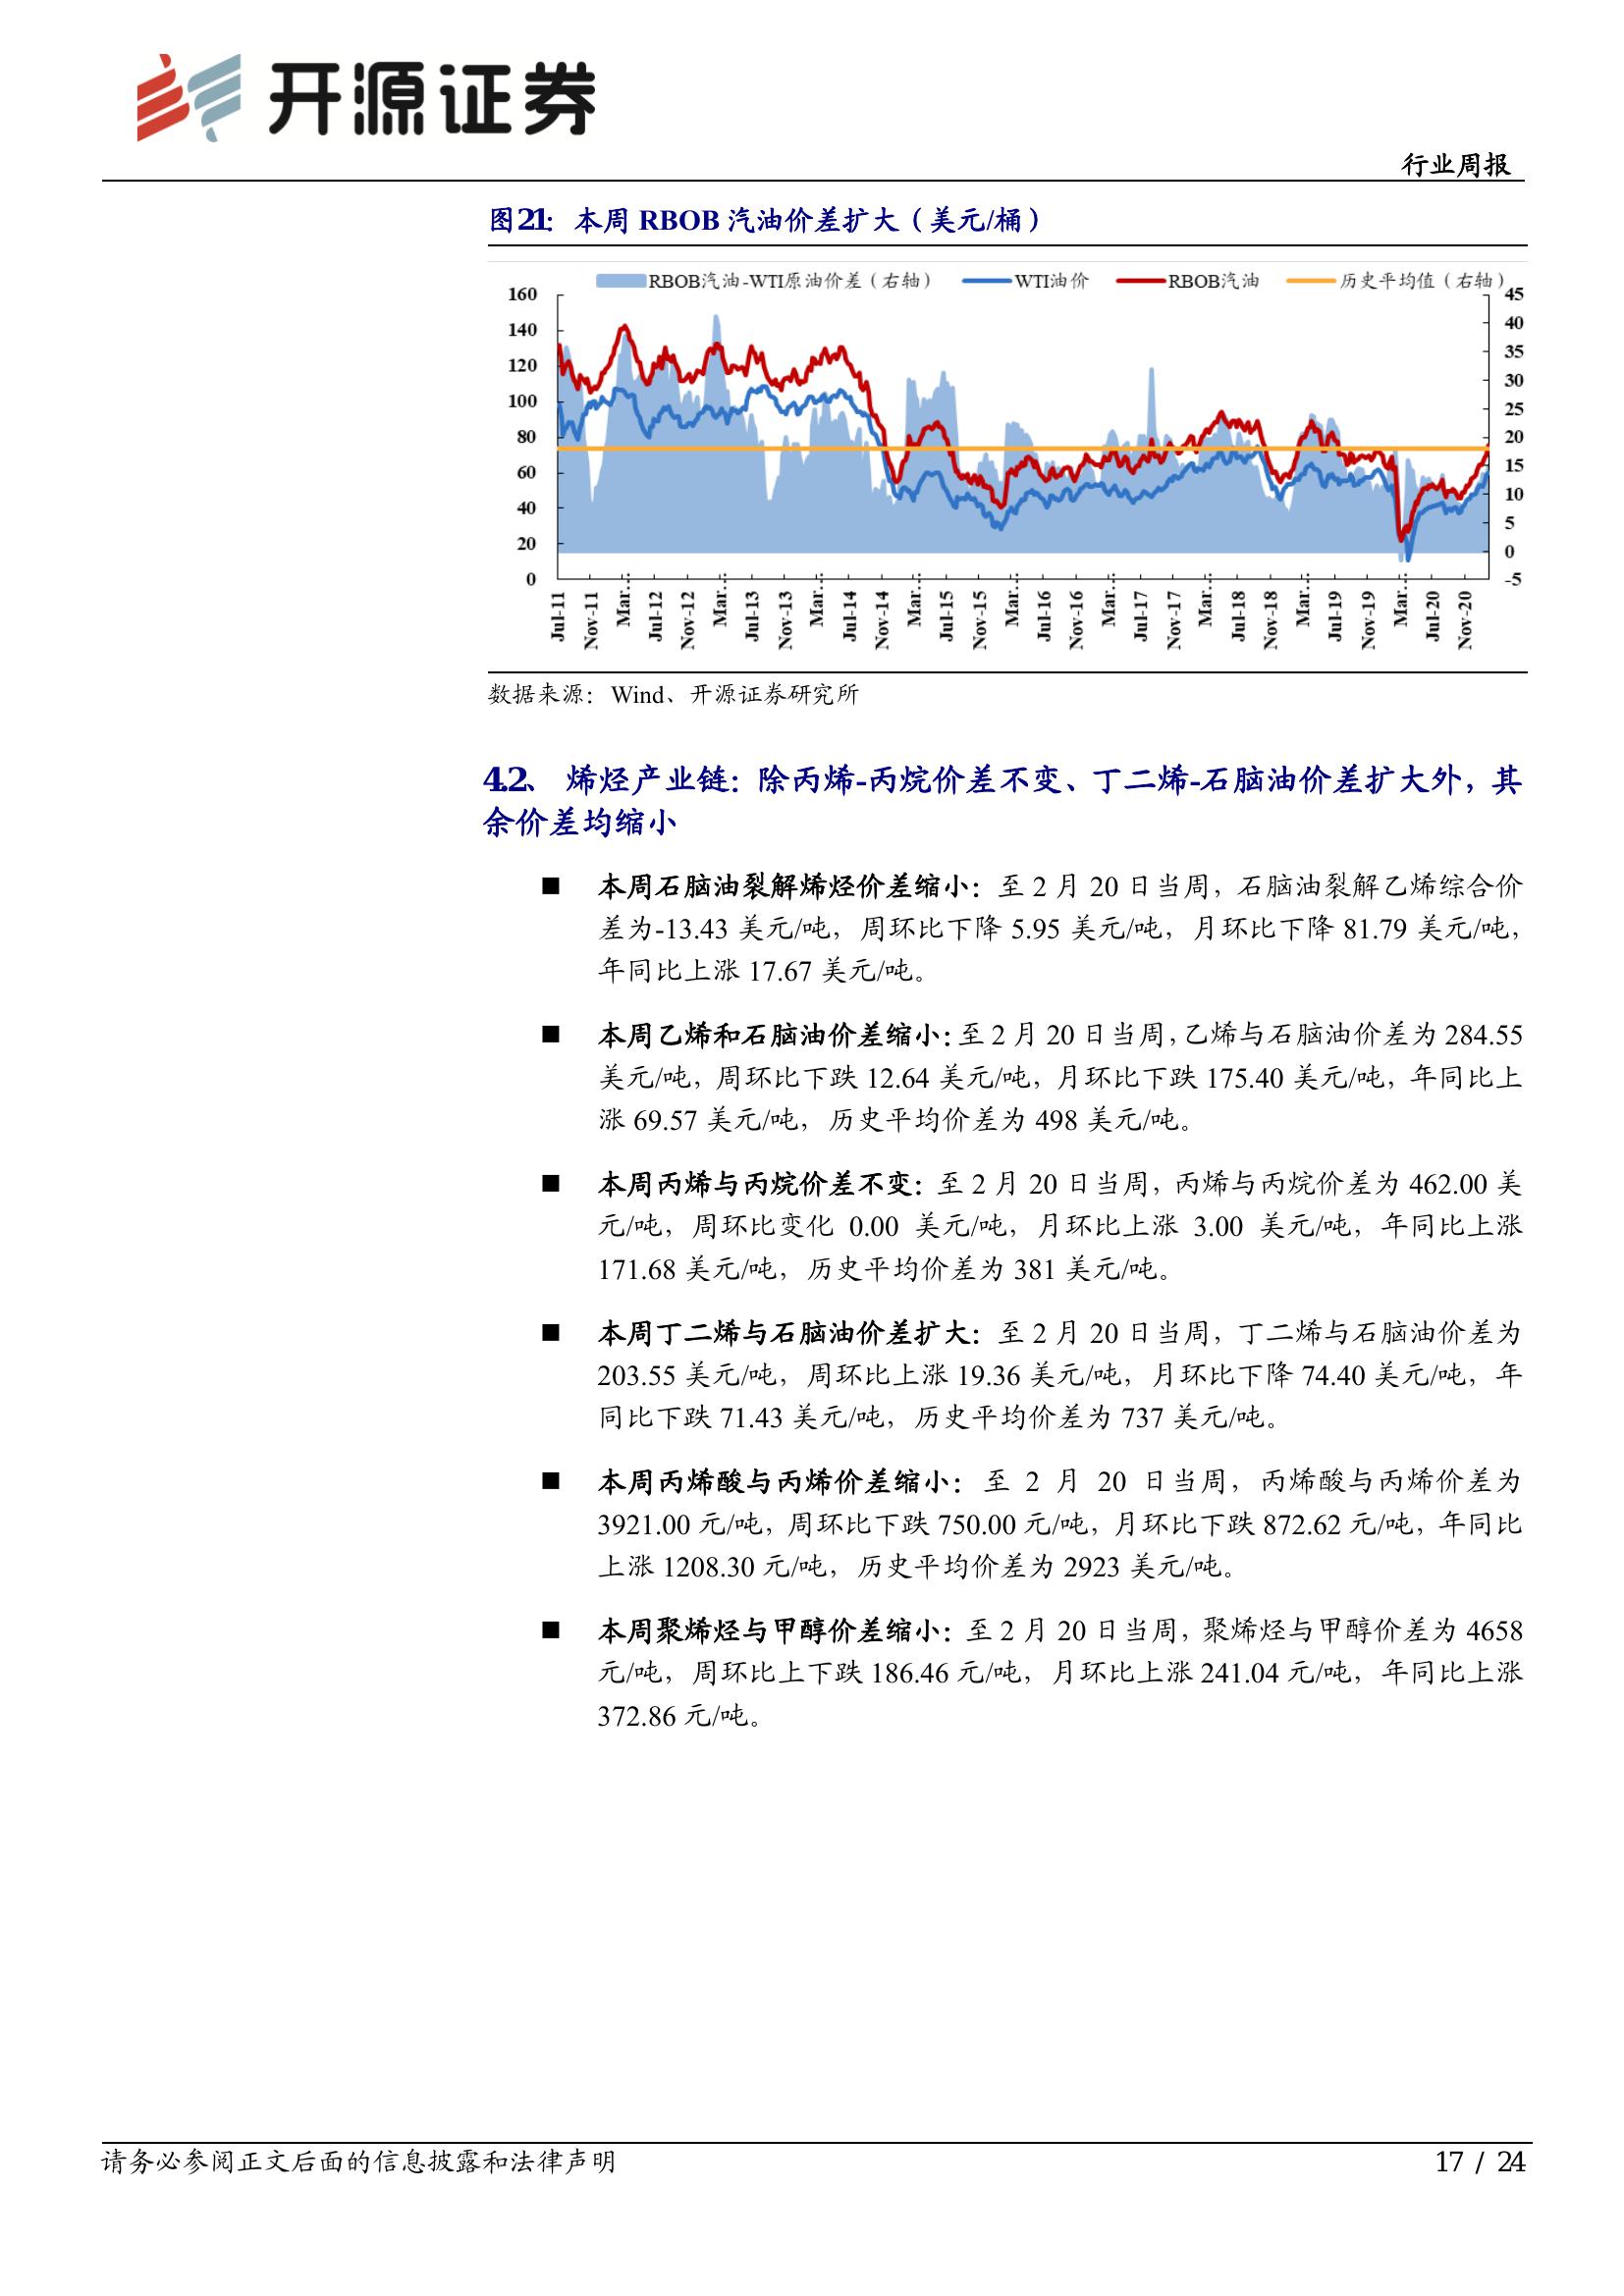 开源证券
行业周报
图21： 本周 RBOB 汽油价差扩大（美元/桶）
RBOB汽油-WTI原油价差（右轴） WTI油价 RBOB汽油 历史平均值（右轴）
160 45
140 40
120 35
100 30
80 25
60 20
40 15
20 10
0 5
0
-5
Jul-11 Nov-11 Mar… Jul-12 Nov-12 Mar… Jul-13 Nov-13 Mar… Jul-14 Nov-14 Mar… Jul-15 Nov-15 Mar… Jul-16 Nov-16 Mar… Jul-17 Nov-17 Mar… Jul-18 Nov-18 Mar… Jul-19 Nov-19 Mar… Jul-20 Nov-20
数据来源：Wind、开源证券研究所
4.2、 烯烃产业链：除丙烯-丙烷价差不变、丁二烯-石脑油价差扩大外，其
余价差均缩小
■ 本周石脑油裂解烯烃价差缩小：至 2 月 20 日当周，石脑油裂解乙烯综合价
差为-13.43 美元/吨，周环比下降 5.95 美元/吨，月环比下降 81.79 美元/吨，
年同比上涨 17.67 美元/吨。
■ 本周乙烯和石脑油价差缩小：至 2 月 20 日当周，乙烯与石脑油价差为 284.55
美元/吨，周环比下跌 12.64 美元/吨，月环比下跌 175.40 美元/吨，年同比上
涨 69.57 美元/吨，历史平均价差为 498 美元/吨。
■ 本周丙烯与丙烷价差不变：至 2 月 20 日当周，丙烯与丙烷价差为 462.00 美
元/吨，周环比变化 0.00 美元/吨，月环比上涨 3.00 美元/吨，年同比上涨
171.68 美元/吨，历史平均价差为 381 美元/吨。
■ 本周丁二烯与石脑油价差扩大：至 2 月 20 日当周，丁二烯与石脑油价差为
203.55 美元/吨，周环比上涨 19.36 美元/吨，月环比下降 74.40 美元/吨，年
同比下跌 71.43 美元/吨，历史平均价差为 737 美元/吨。
■ 本周丙烯酸与丙烯价差缩小：至 2 月 20 日当周，丙烯酸与丙烯价差为
3921.00 元/吨，周环比下跌 750.00 元/吨，月环比下跌 872.62 元/吨，年同比
上涨 1208.30 元/吨，历史平均价差为 2923 美元/吨。
■ 本周聚烯烃与甲醇价差缩小：至 2 月 20 日当周，聚烯烃与甲醇价差为 4658
元/吨，周环比上下跌 186.46 元/吨，月环比上涨 241.04 元/吨，年同比上涨
372.86 元/吨。
请务必参阅正文后面的信息披露和法律声明
17 / 24